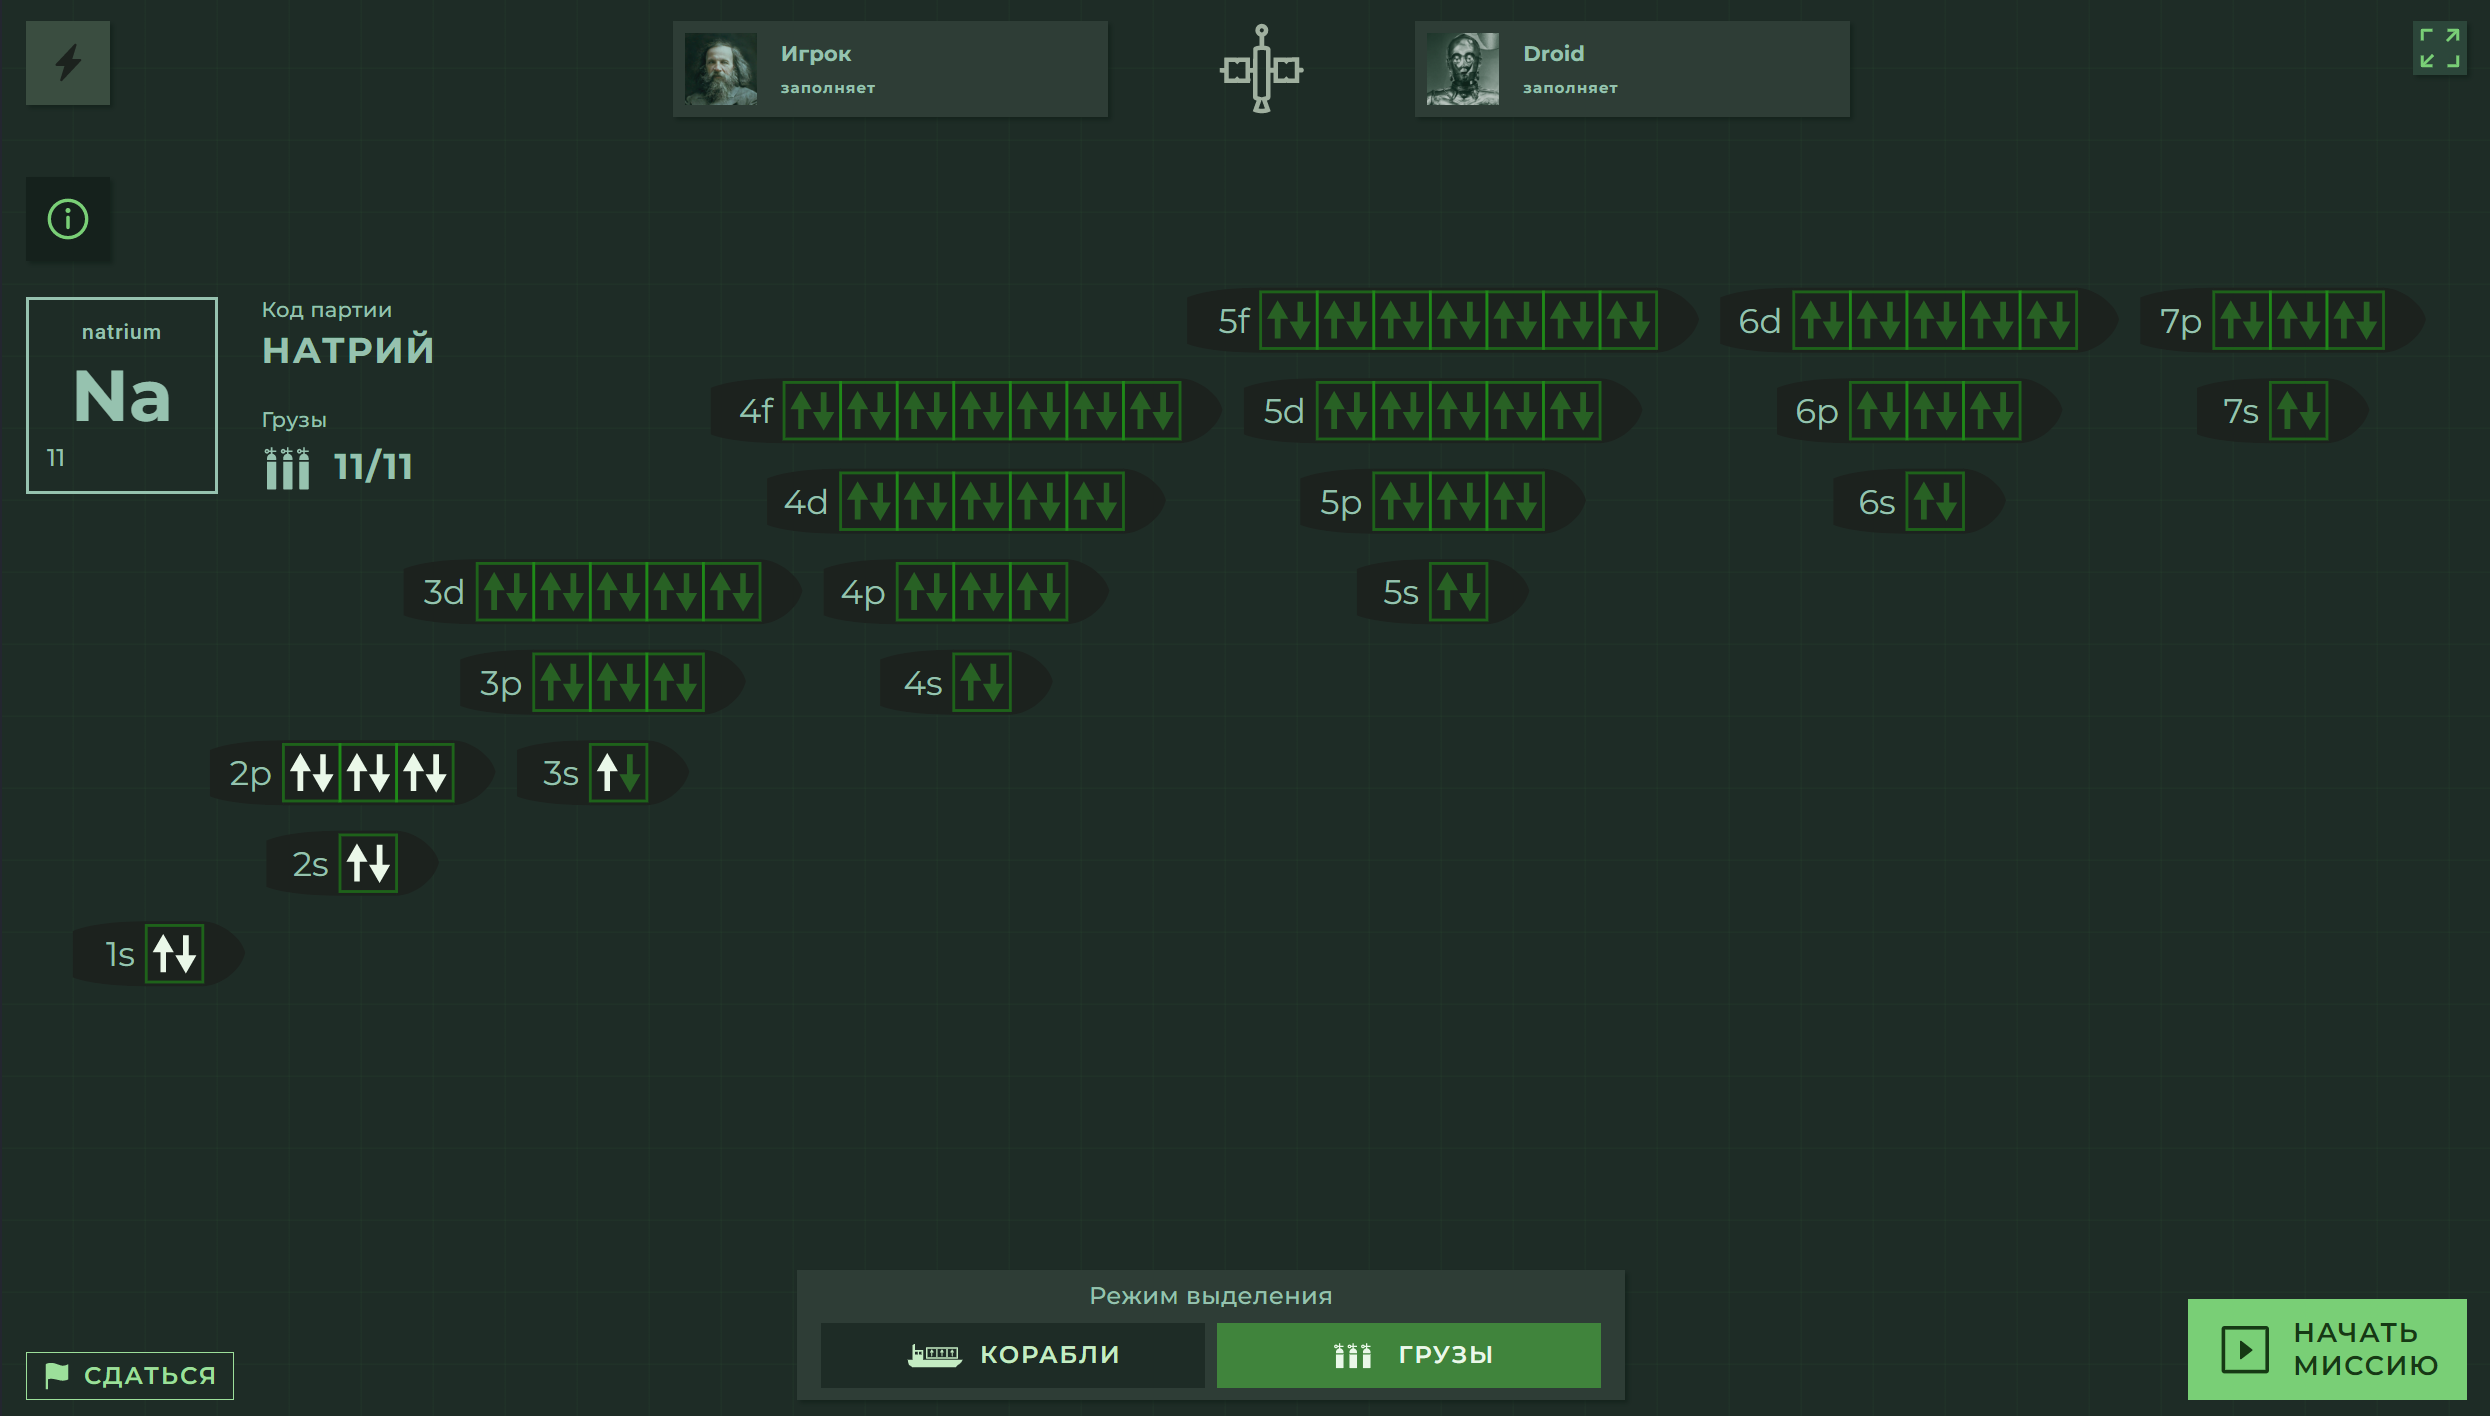 Игрок
заполняет
Droid
заполняет
natrium
Na
11
Код партии
НАТРИЙ
Грузы
11/11
5f
6d
7p
4f
5d
6p
7s
4d
5p
6s
3d
4p
5s
3p
4s
2p
3s
2s
1s
Режим выделения
КОРАБЛИ
ГРУЗЫ
СДАТЬСЯ
НАЧАТЬ
МИССИЮ